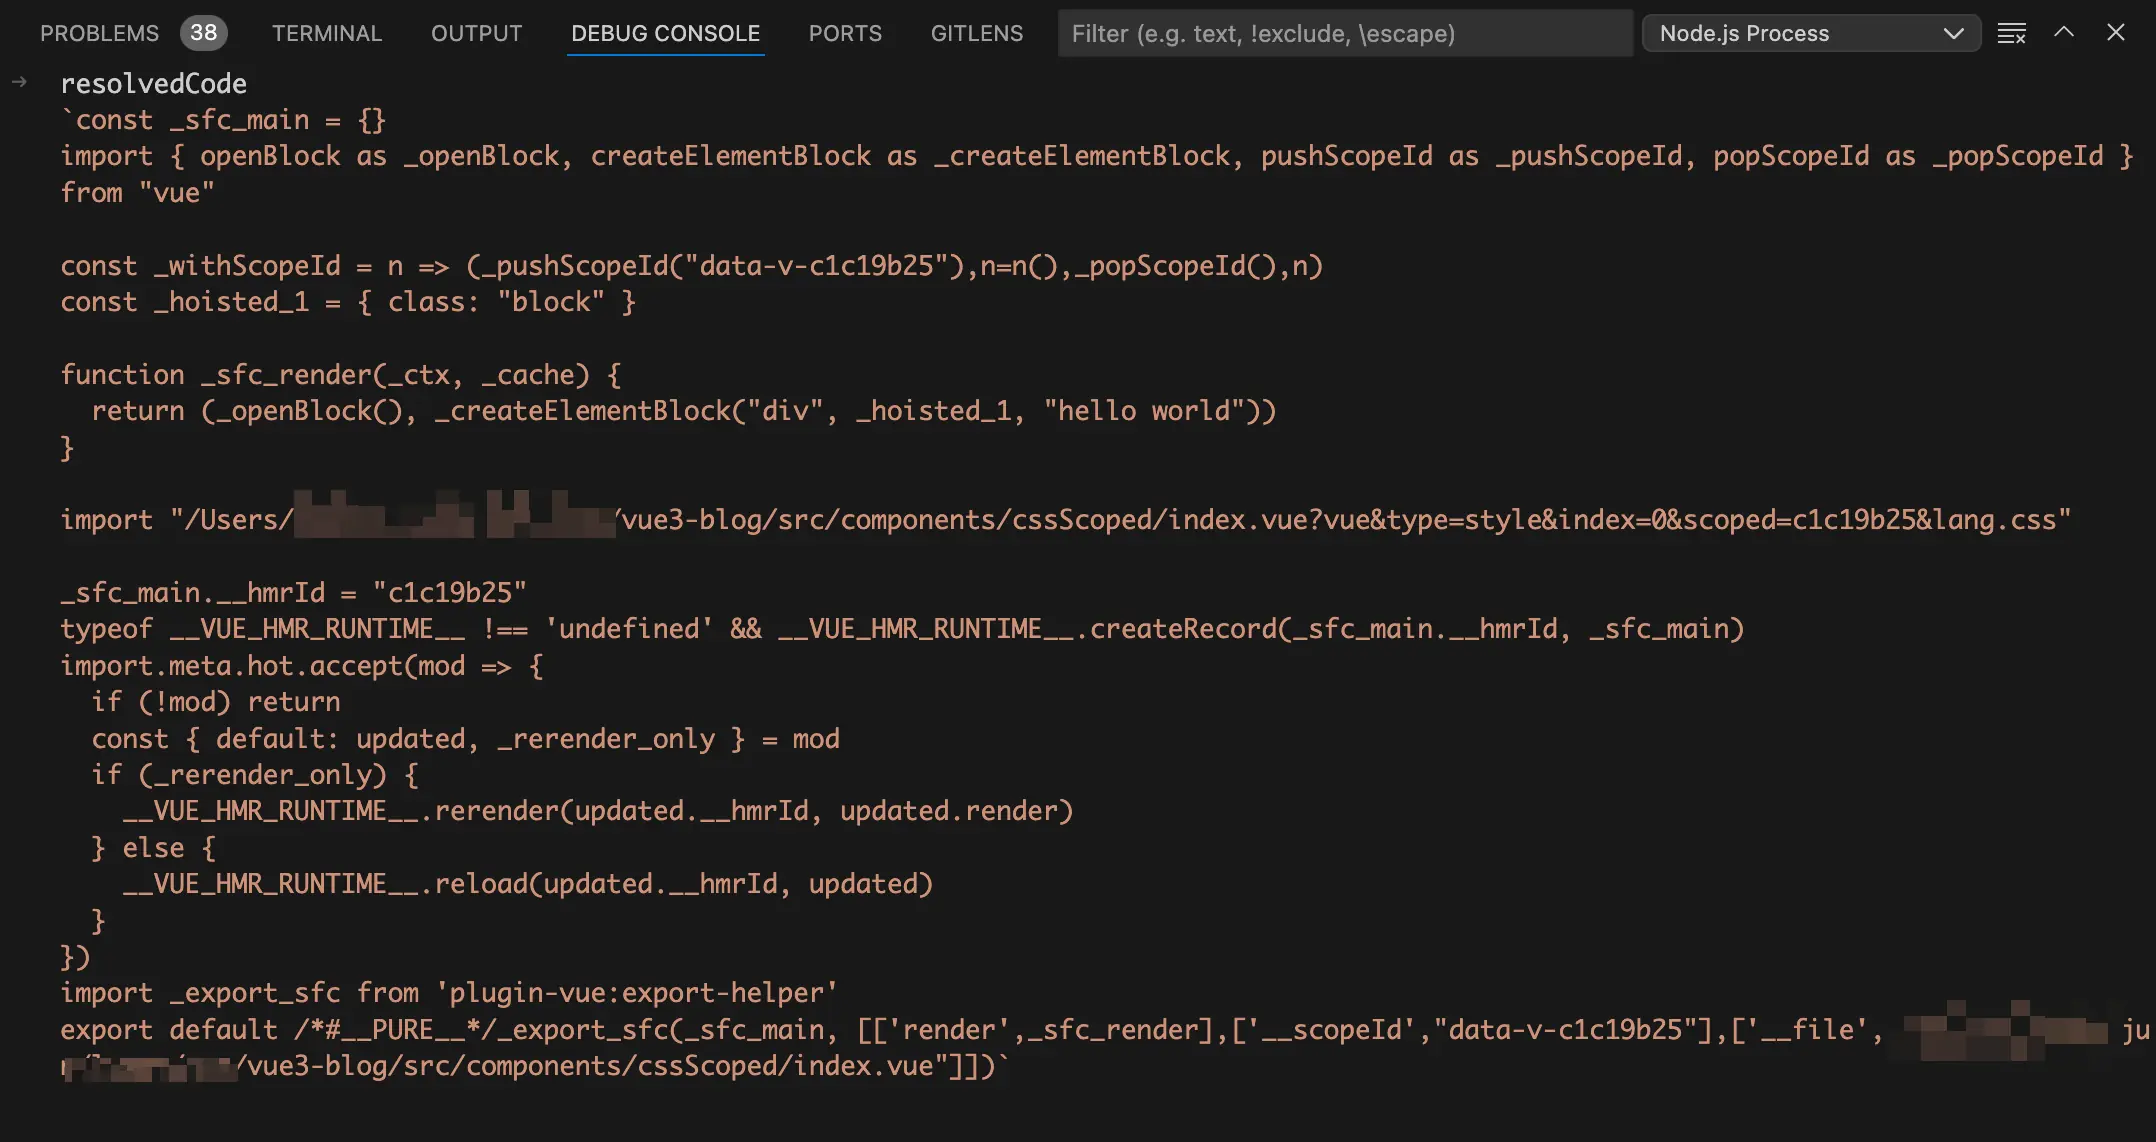 PROBLEMS 38 TERMINAL OUTPUT DEBUG CONSOLE PORTS GITLENS Filter (e.g. text, !exclude, \escape) Node.js Process
resolvedCode
`const _sfc_main = {}
import { openBlock as _openBlock, createElementBlock as _createElementBlock, pushScopeId as _pushScopeId, popScopeId as _popScopeId }
from "vue"

const _withScopeId = n => (_pushScopeId("data-v-c1c19b25"),n=n(),_popScopeId(),n)
const _hoisted_1 = { class: "block" }

function _sfc_render(_ctx, _cache) {
  return (_openBlock(), _createElementBlock("div", _hoisted_1, "hello world"))
}

import "/Users/ /vue3-blog/src/components/cssScoped/index.vue?vue&type=style&index=0&scoped=c1c19b25&lang.css"

_sfc_main.__hmrId = "c1c19b25"
typeof __VUE_HMR_RUNTIME__ !== 'undefined' && __VUE_HMR_RUNTIME__.createRecord(_sfc_main.__hmrId, _sfc_main)
import.meta.hot.accept(mod => {
  if (!mod) return
  const { default: updated, _rerender_only } = mod
  if (_rerender_only) {
    __VUE_HMR_RUNTIME__.rerender(updated.__hmrId, updated.render)
  } else {
    __VUE_HMR_RUNTIME__.reload(updated.__hmrId, updated)
  }
})
import _export_sfc from 'plugin-vue:export-helper'
export default /*#__PURE__*/_export_sfc(_sfc_main, [['render',_sfc_render],['__scopeId',"data-v-c1c19b25"],['__file', ju
/vue3-blog/src/components/cssScoped/index.vue"]])`